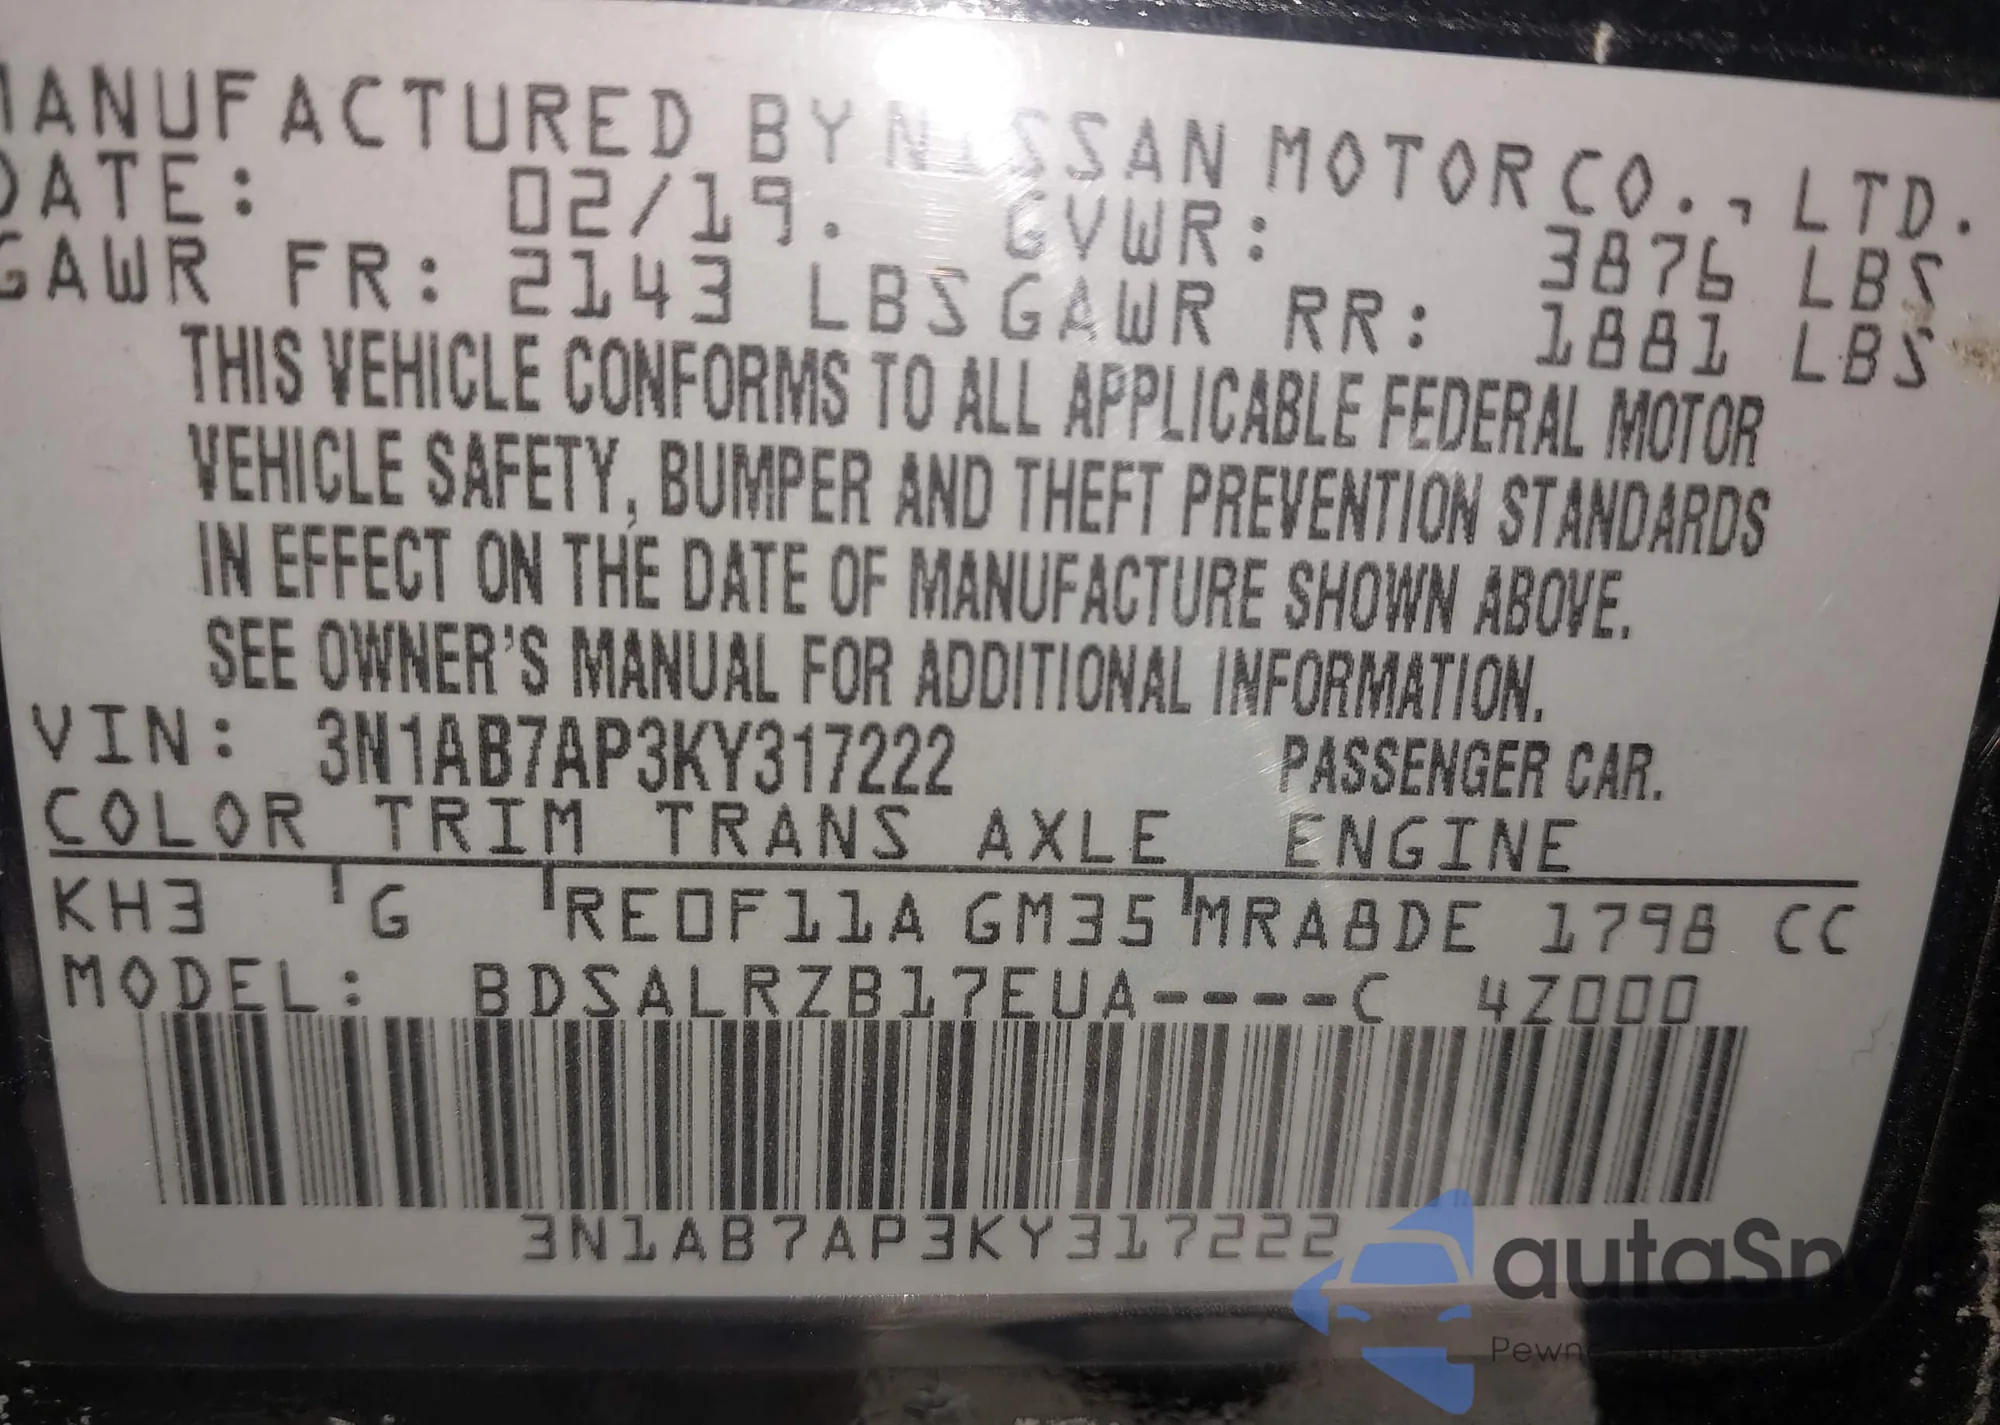 MANUFACTURED BY NISSAN MOTOR CO., LTD.
DATE: 02/19. GVWR: 3876 LBS
GAWR FR: 2143 LBS GAWR RR: 1881 LBS
THIS VEHICLE CONFORMS TO ALL APPLICABLE FEDERAL MOTOR
VEHICLE SAFETY, BUMPER AND THEFT PREVENTION STANDARDS
IN EFFECT ON THE DATE OF MANUFACTURE SHOWN ABOVE.
SEE OWNER'S MANUAL FOR ADDITIONAL INFORMATION.
VIN: 3N1AB7AP3KY317222 PASSENGER CAR.
COLOR TRIM TRANS AXLE ENGINE
KH3 G RE0F11A GM35 MRA8DE 1798 CC
MODEL: BDSALRZB17EUA----C 4Z000
3N1AB7AP3KY317222